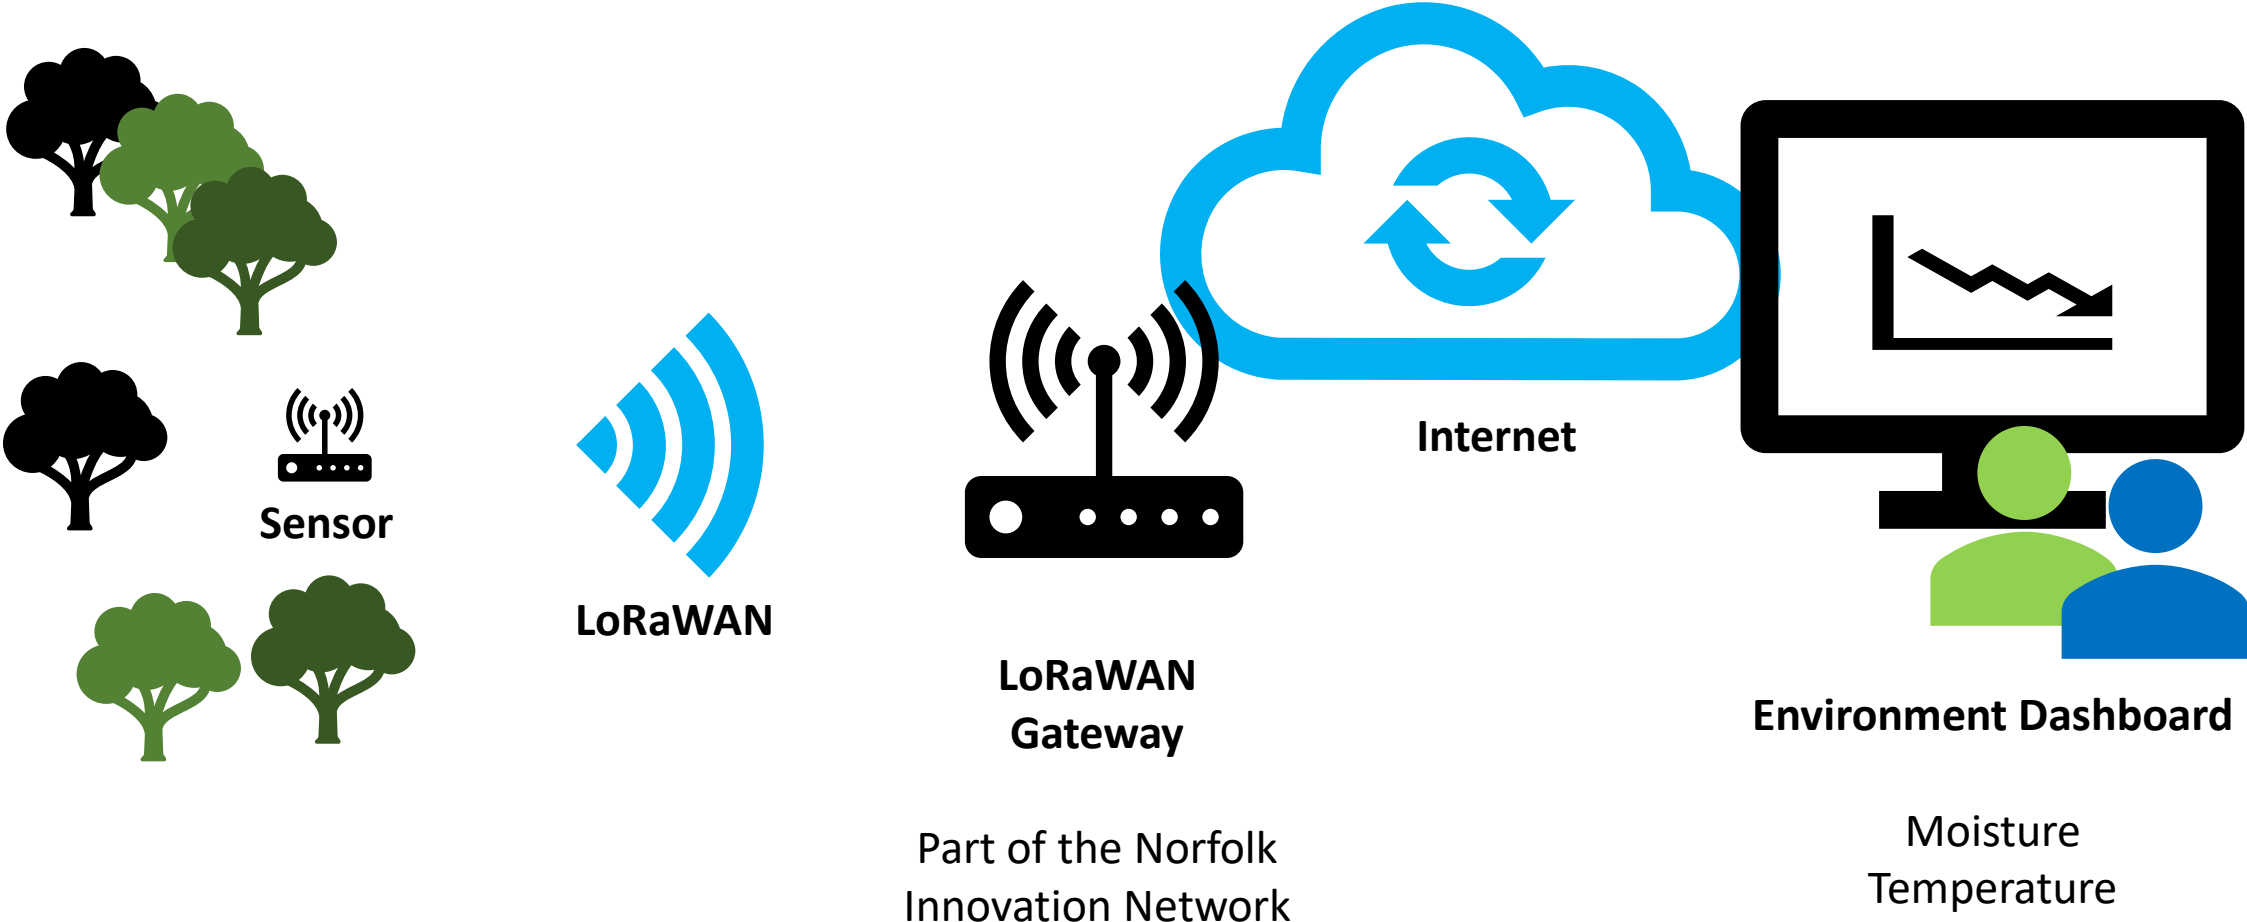 Sensor
LoRaWAN
LoRaWAN
Gateway
Part of the Norfolk
Innovation Network
Internet
Environment Dashboard
Moisture
Temperature